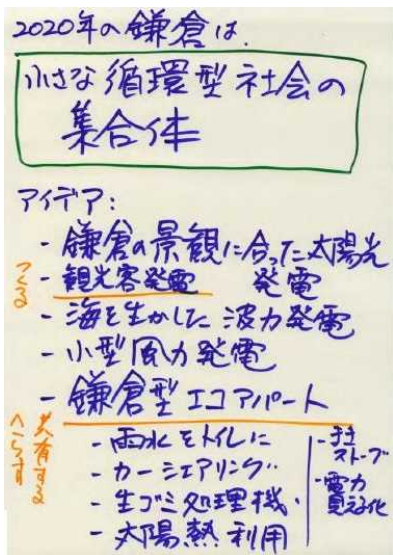 2020年の鎌倉は
小さな循環型社会の
集合体
アイデア:
- 鎌倉の景観に合った太陽光
発電
- 観光客発電
つくる
- 海を生かした波力発電
- 小型風力発電
- 鎌倉型エコアパート
共有する
へらす
- 雨水をトイレに
- カーシェアリング
- 生ゴミ処理機
- 太陽熱利用
ストーブ
- 電力
見える化